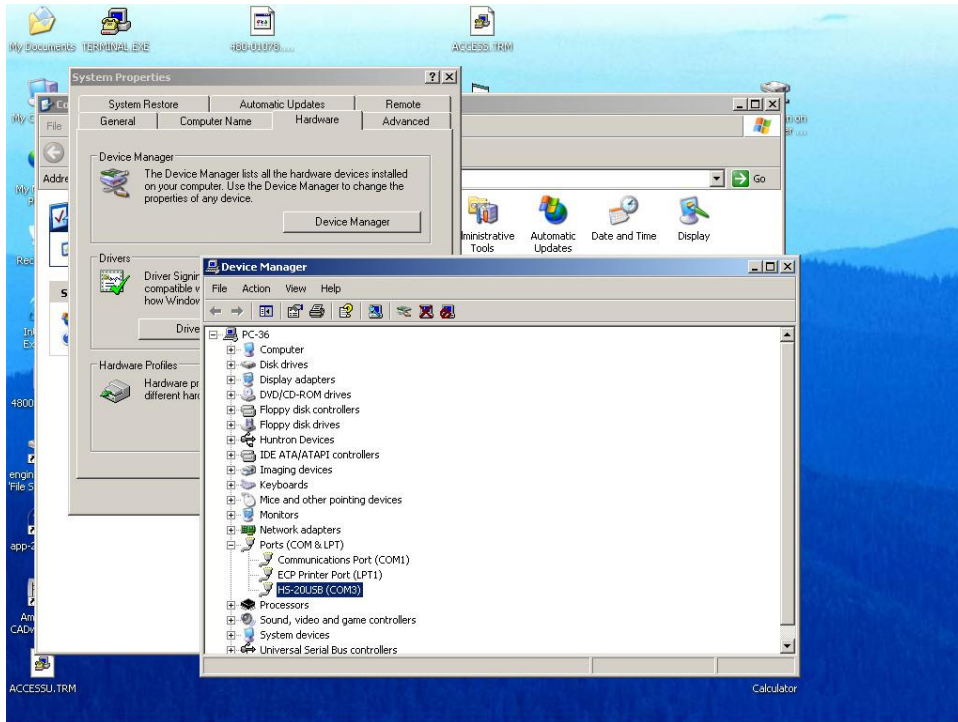 My Documents
TERMINAL.EXE
ACCESS.TRM
System Properties
System Restore
Automatic Updates
Remote
General
Computer Name
Hardware
Advanced
File
Go
Device Manager
The Device Manager lists all the hardware devices installed
on your computer. Use the Device Manager to change the
properties of any device.
Device Manager
Automatic
Updates
Date and Time
Display
Tools
Drivers
Driver
compatible
how
Hardware Profiles
Hardware
different
Device Manager
File
Action
View
Help
PC-36
Computer
Disk drives
Display adapters
DVD/CD-ROM drives
Floppy disk controllers
Floppy disk drives
Huntron Devices
IDE ATA/ATAPI controllers
Imaging devices
Keyboards
Mice and other pointing devices
Monitors
Network adapters
Ports (COM & LPT)
Communications Port (COM1)
ECP Printer Port (LPT1)
HS-20USB (COM3)
Processors
Sound, video and game controllers
System devices
Universal Serial Bus controllers
ACCESSU.TRM
Calculator